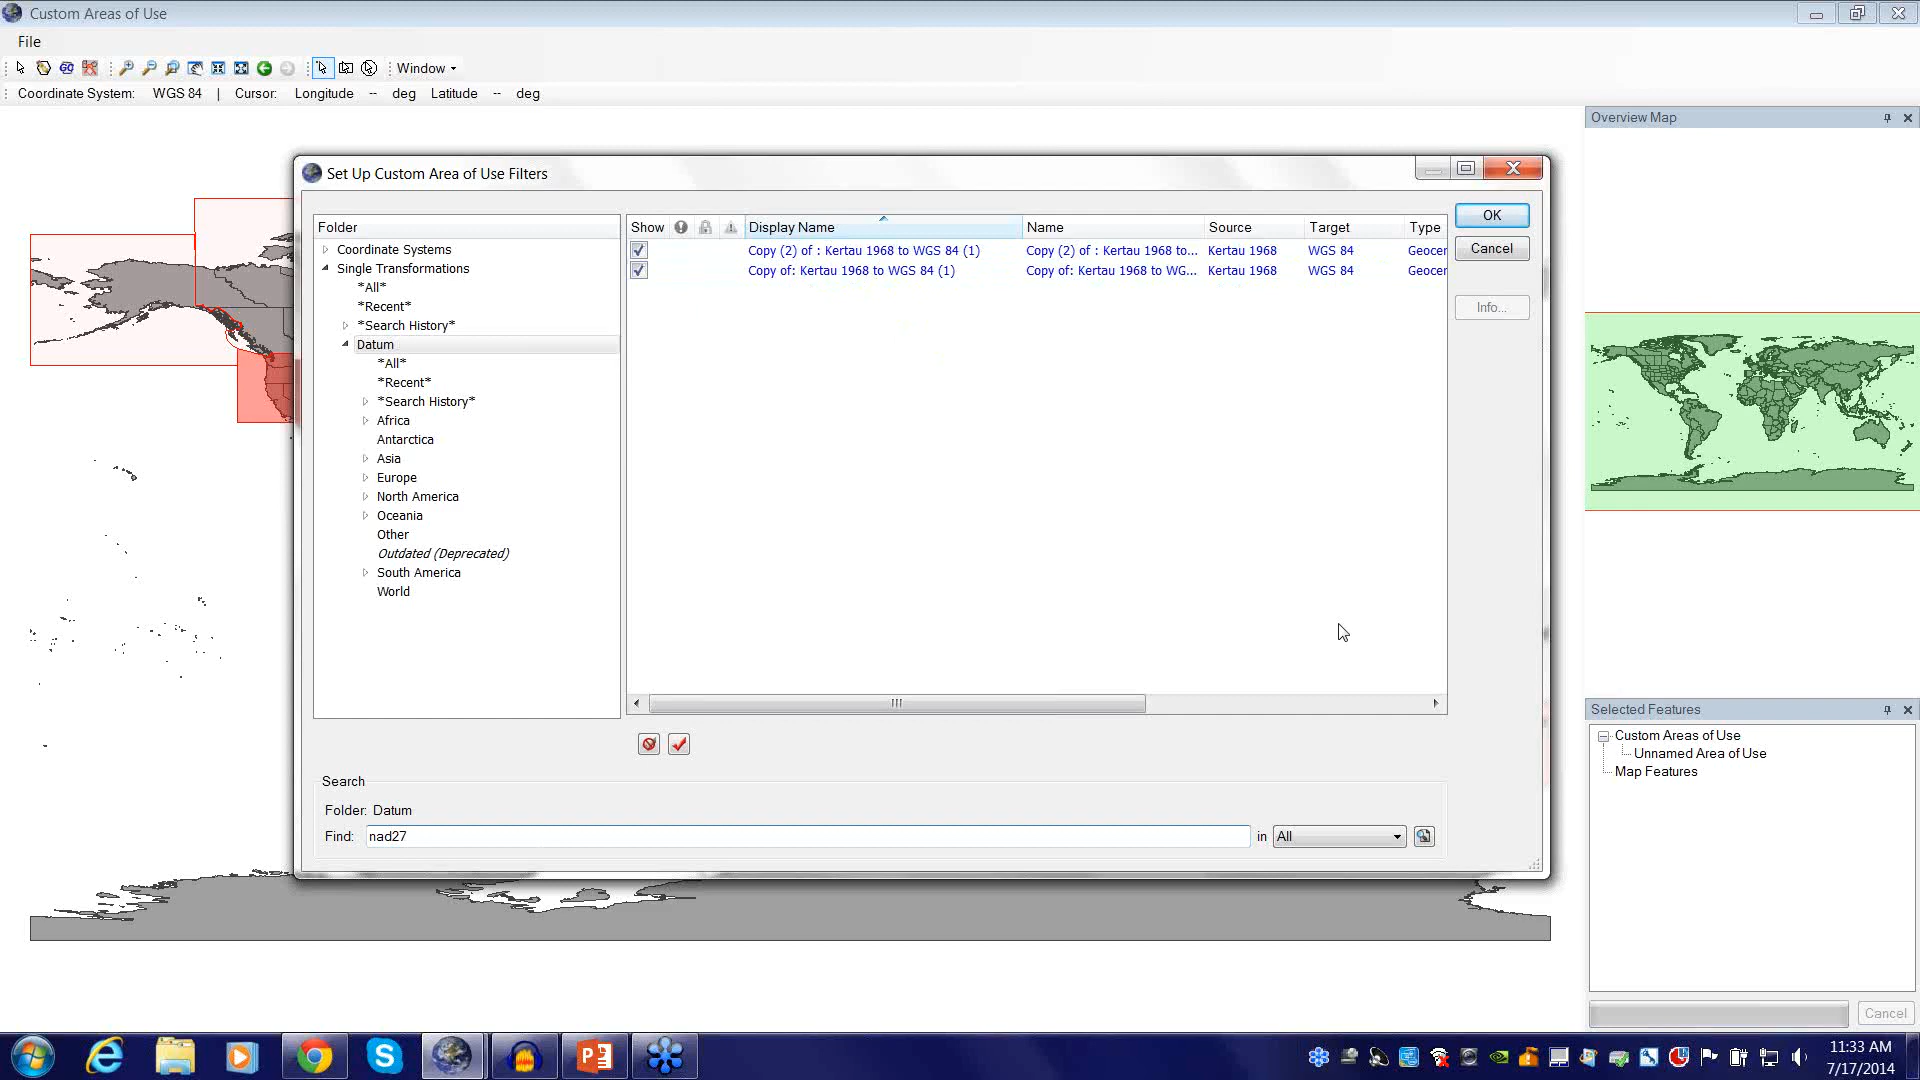 Custom Areas of Use
File
GO
Window
Coordinate System: WGS 84 | Cursor: Longitude -- deg Latitude -- deg
Overview Map
Set Up Custom Area of Use Filters
Folder
Coordinate Systems
Single Transformations
*All*
*Recent*
*Search History*
Datum
*All*
*Recent*
*Search History*
Africa
Antarctica
Asia
Europe
North America
Oceania
Other
Outdated (Deprecated)
South America
World
Show Display Name Name Source Target Type
Copy (2) of : Kertau 1968 to WGS 84 (1) Copy (2) of : Kertau 1968 to... Kertau 1968 WGS 84 Geocer
Copy of: Kertau 1968 to WGS 84 (1) Copy of: Kertau 1968 to WG... Kertau 1968 WGS 84 Geocer
OK
Cancel
Info...
Search
Folder: Datum
Find: nad27 in All
Selected Features
Custom Areas of Use
Unnamed Area of Use
Map Features
Cancel
11:33 AM
7/17/2014